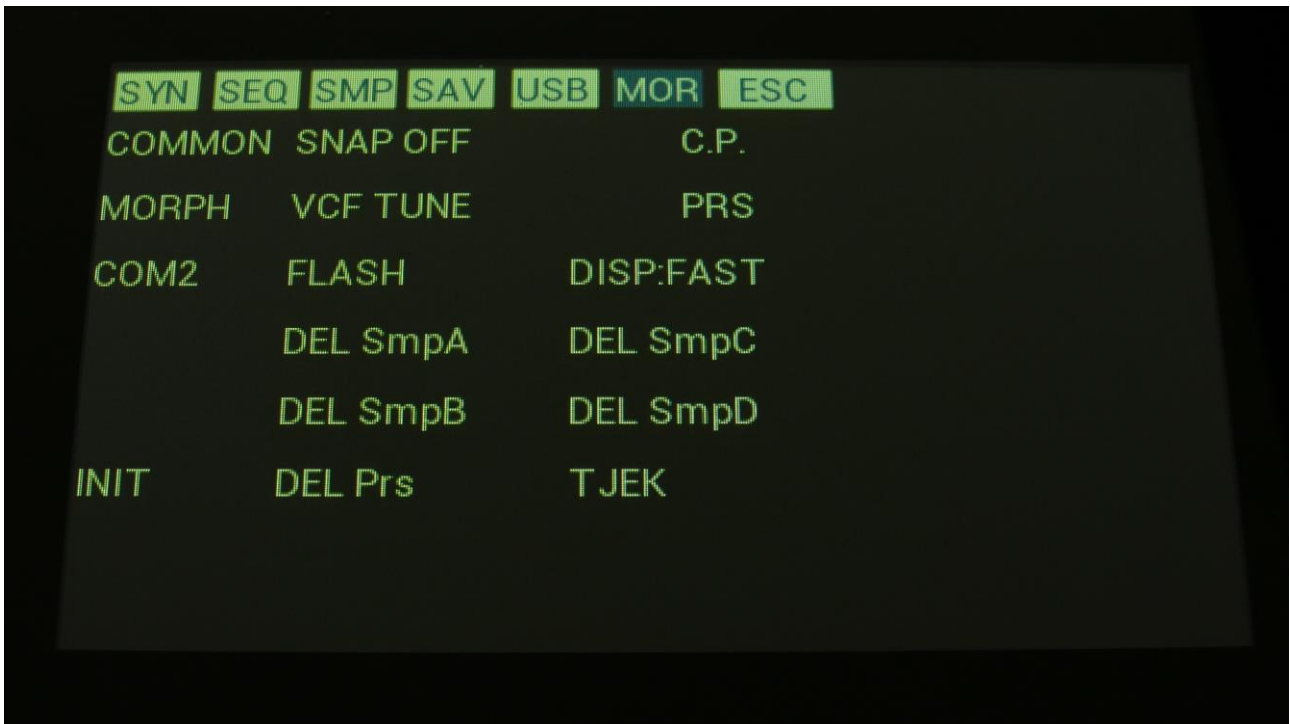 SYN SEQ SMP SAV USB MOR ESC
COMMON SNAP OFF C.P.
MORPH VCF TUNE PRS
COM2 FLASH DISP:FAST
DEL SmpA DEL SmpC
DEL SmpB DEL SmpD
INIT DEL Prs TJEK